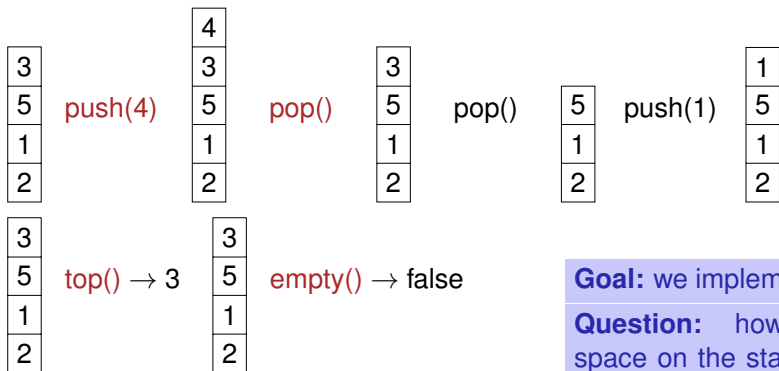 4
3 3 1
3 5 5 5 5
5 push(4) 1 pop() 1 pop() 1 push(1) 1
1 2 2 2 2
2
3 3
5 top() → 3 5 empty() → false
1 1
2 2
Goal: we implem
Question: how
space on the sta